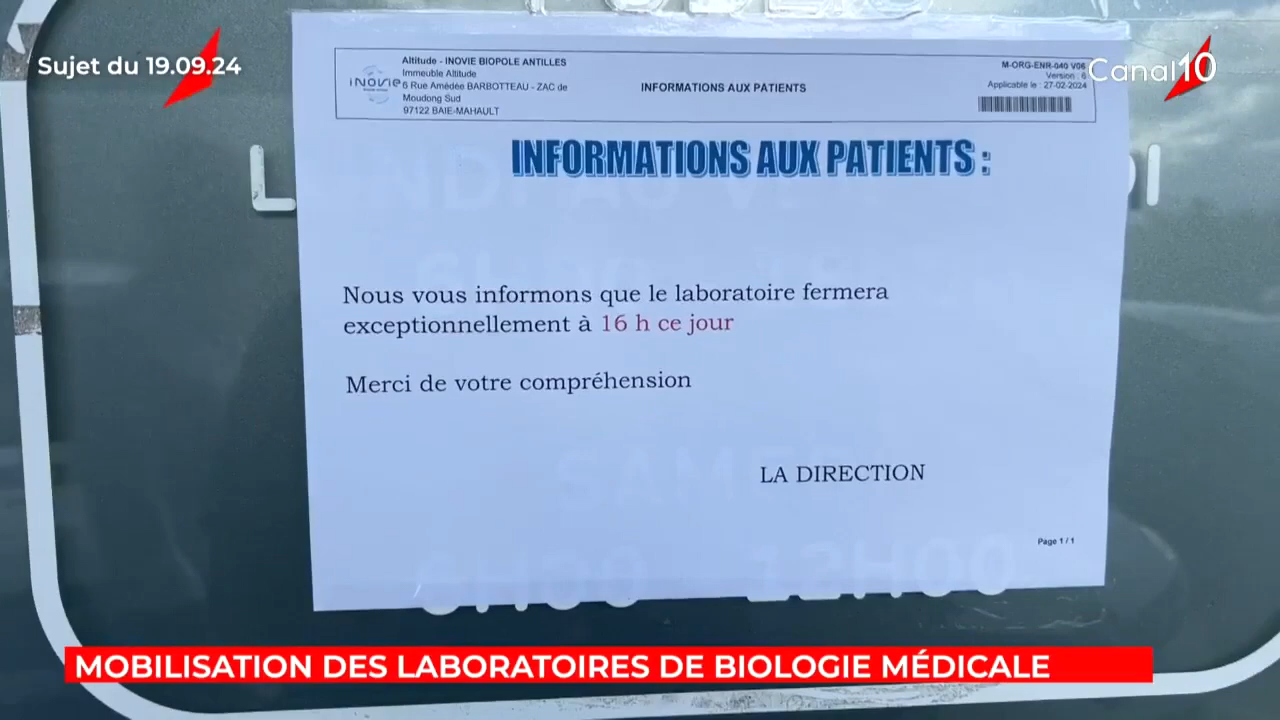 Sujet du 19.09.24
Canal10
iNOVie
Altitude - INOVIE BIOPOLE ANTILLES
Immeuble Altitude
6 Rue Amédée BARBOTTEAU - ZAC de
Moudong Sud
97122 BAIE-MAHAULT
INFORMATIONS AUX PATIENTS
M-ORG-ENR-040 V06
Version : 6
Applicable le : 27-02-2024
INFORMATIONS AUX PATIENTS :
Nous vous informons que le laboratoire fermera
exceptionnellement à 16 h ce jour
Merci de votre compréhension
LA DIRECTION
Page 1 / 1
MOBILISATION DES LABORATOIRES DE BIOLOGIE MÉDICALE